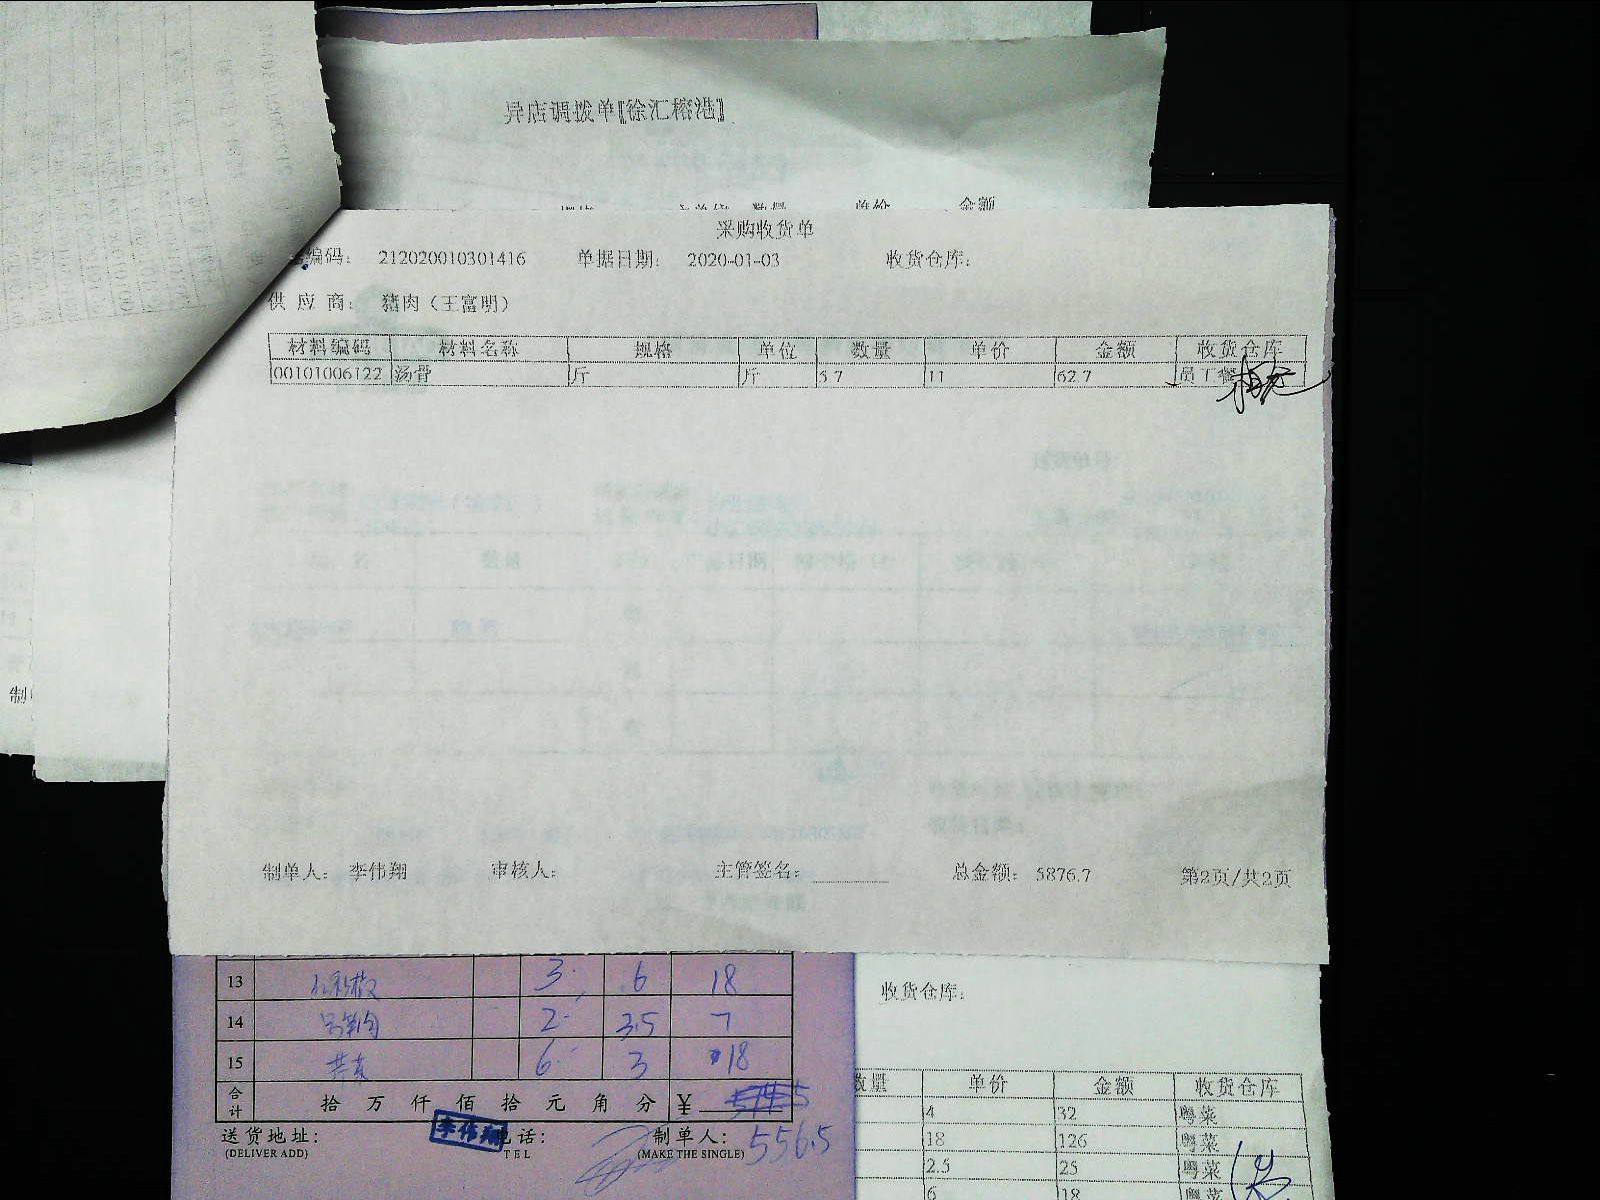 异店调拨单【徐汇榕港】
单价 金额
采购收货单
编码： 212020010301416 单据日期： 2020-01-03 收货仓库：
供 应 商： 猪肉（王富明）
材料编码 材料名称 规格 单位 数量 单价 金额 收货仓库
00101006122 汤骨 斤 斤 5.7 11 62.7 员工餐
制单人： 李伟翔 审核人： 主管签名： 总金额： 5876.7 第2页/共2页
制
13 3 6 18
14 2 3.5 7
15 6 3 18
合计 拾 万 仟 佰 拾 元 角 分 ¥
送货地址： 李伟翔 电话： 制单人： 556.5
(DELIVER ADD) TEL (MAKE THE SINGLE)
收货仓库：
数量 单价 金额 收货仓库
4 32 粤菜
18 126 粤菜
2.5 25 粤菜
6 18 粤菜